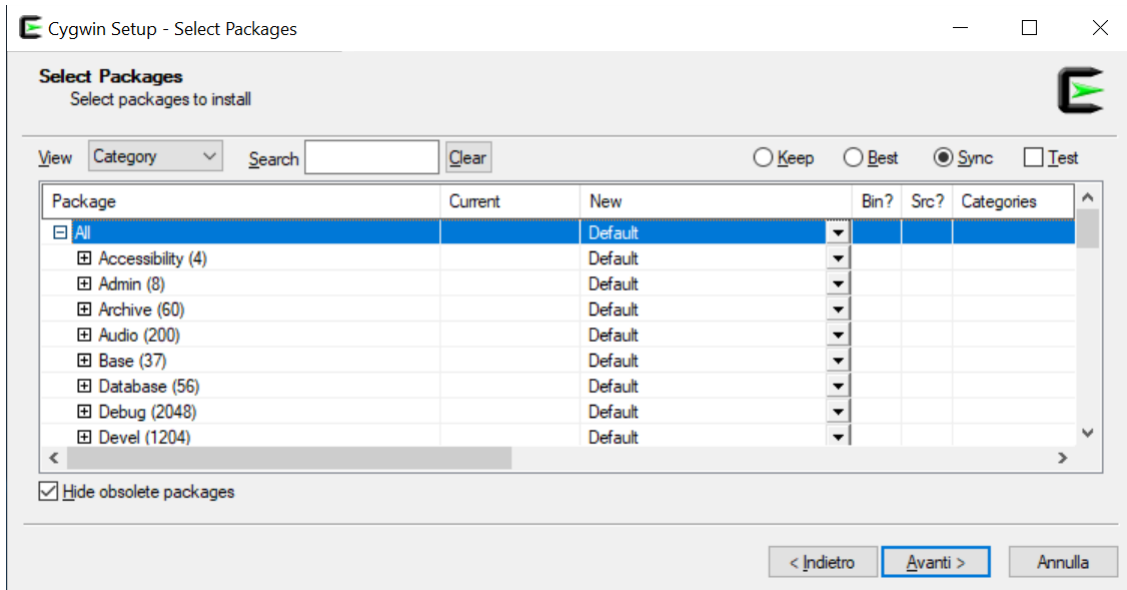 Cygwin Setup - Select Packages
Select Packages
Select packages to install
View Category Search Clear Keep Best Sync Test
Package Current New Bin? Src? Categories
All Default
Accessibility (4) Default
Admin (8) Default
Archive (60) Default
Audio (200) Default
Base (37) Default
Database (56) Default
Debug (2048) Default
Devel (1204) Default
Hide obsolete packages
< Indietro Avanti > Annulla